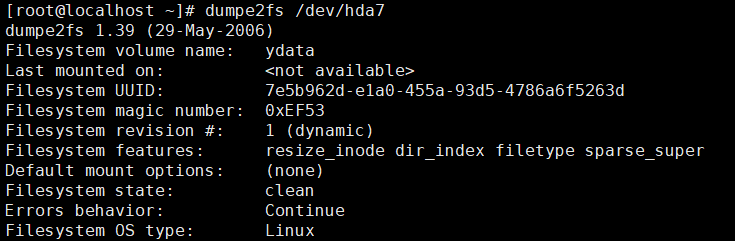 [root@localhost ~]# dumpe2fs /dev/hda7
dumpe2fs 1.39 (29-May-2006)
Filesystem volume name:   ydata
Last mounted on:          <not available>
Filesystem UUID:          7e5b962d-e1a0-455a-93d5-4786a6f5263d
Filesystem magic number:  0xEF53
Filesystem revision #:    1 (dynamic)
Filesystem features:      resize_inode dir_index filetype sparse_super
Default mount options:    (none)
Filesystem state:         clean
Errors behavior:          Continue
Filesystem OS type:       Linux